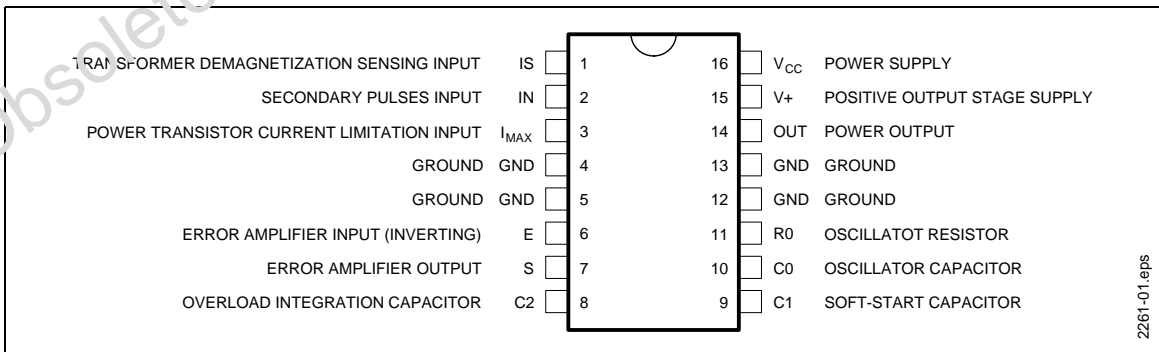 Obsolete
TRANSFORMER DEMAGNETIZATION SENSING INPUT IS 1 16 VCC POWER SUPPLY
SECONDARY PULSES INPUT IN 2 15 V+ POSITIVE OUTPUT STAGE SUPPLY
POWER TRANSISTOR CURRENT LIMITATION INPUT IMAX 3 14 OUT POWER OUTPUT
GROUND GND 4 13 GND GROUND
GROUND GND 5 12 GND GROUND
ERROR AMPLIFIER INPUT (INVERTING) E 6 11 R0 OSCILLATOT RESISTOR
ERROR AMPLIFIER OUTPUT S 7 10 C0 OSCILLATOR CAPACITOR
OVERLOAD INTEGRATION CAPACITOR C2 8 9 C1 SOFT-START CAPACITOR
2261-01.eps